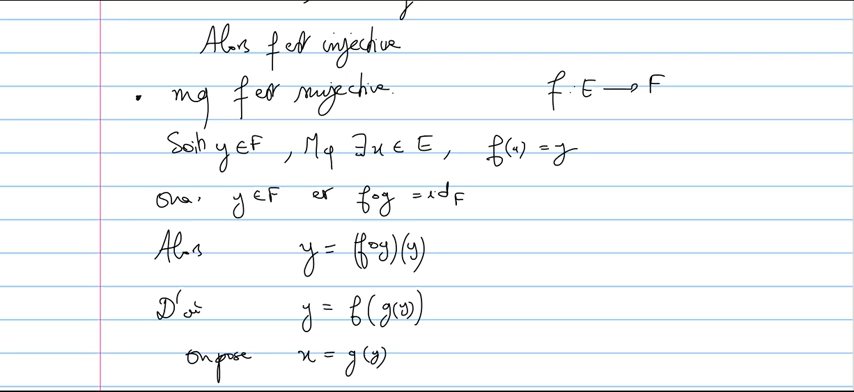 Alors f est injective
• mq f est surjective. f : E → F
Soit y ∈ F, Mq ∃x ∈ E, f(x) = y
on a. y ∈ F et f∘g = id_F
Alors y = (f∘g)(y)
D'où y = f(g(y))
on pose x = g(y)